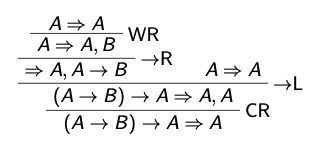 A ⇒ A
WR
A ⇒ A, B
→R
⇒ A, A → B A ⇒ A
→L
(A → B) → A ⇒ A, A
CR
(A → B) → A ⇒ A